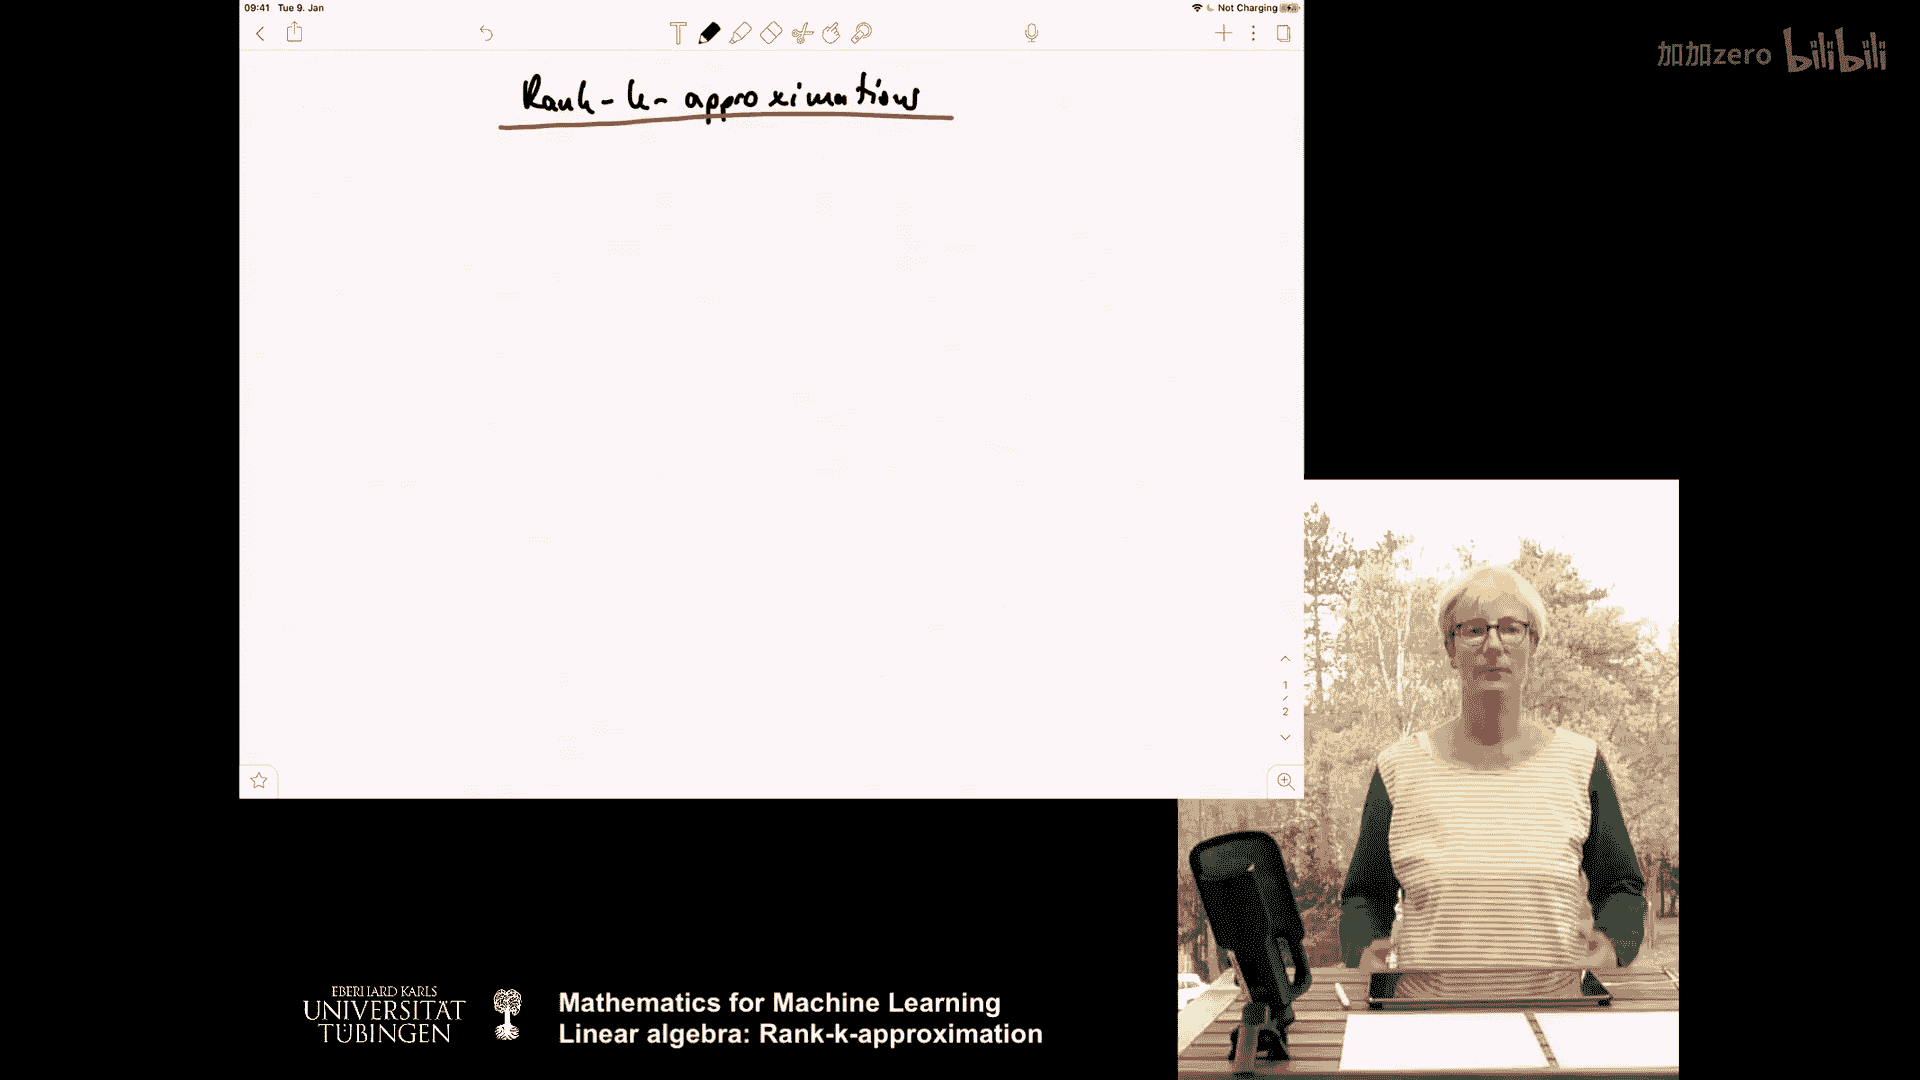 09:41 Tue 9. Jan
Not Charging
加加zero bilibili
T
Rank-k-approximations
1
/
2
EBERHARD KARLS
UNIVERSITÄT
TÜBINGEN
Mathematics for Machine Learning
Linear algebra: Rank-k-approximation